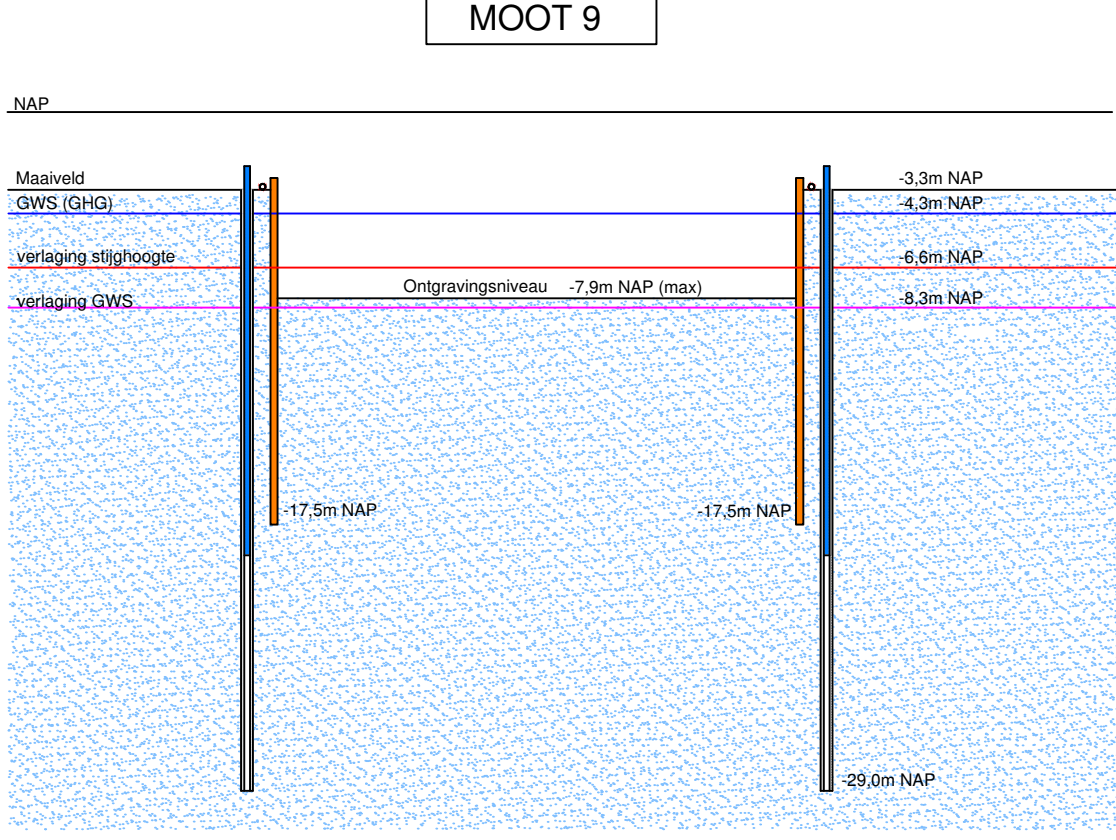 MOOT 9
NAP
Maaiveld -3,3m NAP
GWS (GHG) -4,3m NAP
verlaging stijghoogte -6,6m NAP
Ontgravingsniveau -7,9m NAP (max)
verlaging GWS -8,3m NAP
-17,5m NAP -17,5m NAP
-29,0m NAP